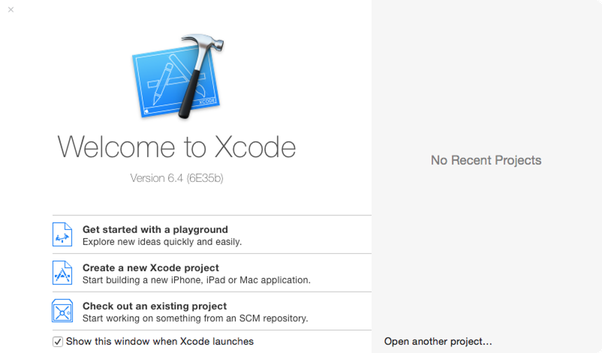 XCODE
Welcome to Xcode
Version 6.4 (6E35b)
No Recent Projects
Get started with a playground
Explore new ideas quickly and easily.
Create a new Xcode project
Start building a new iPhone, iPad or Mac application.
Check out an existing project
Start working on something from an SCM repository.
Show this window when Xcode launches
Open another project...